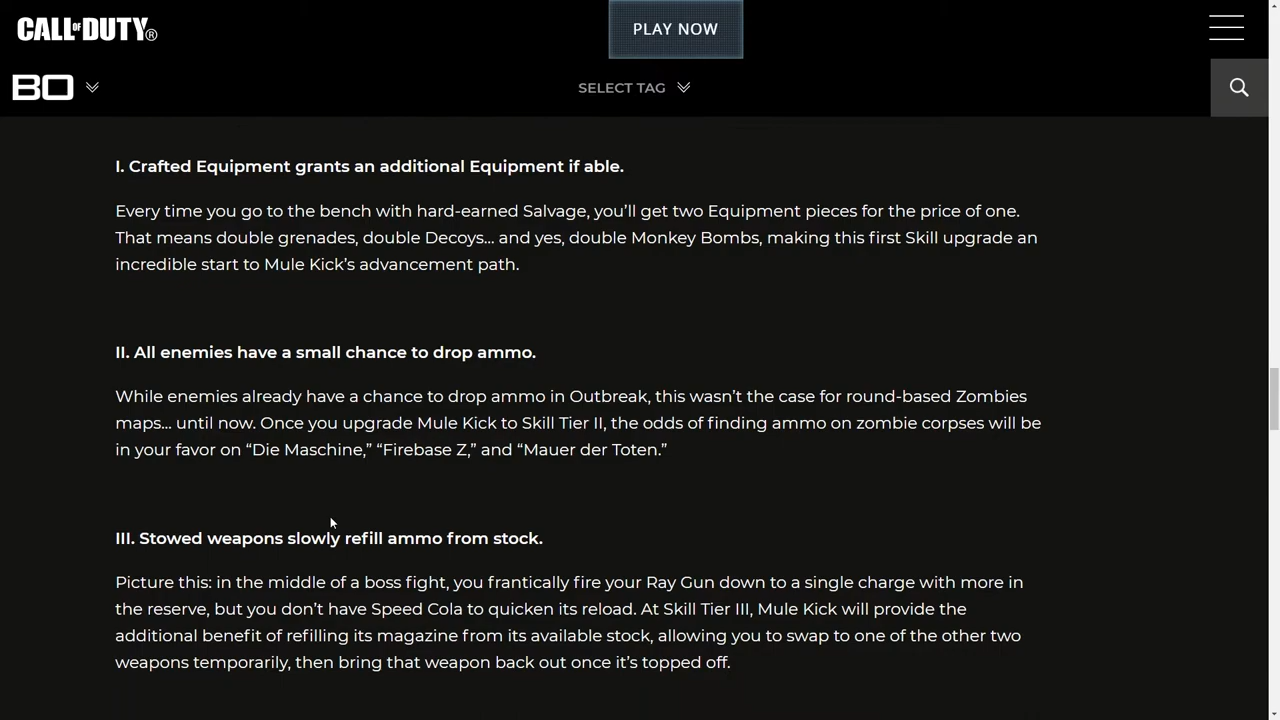 CALL OF DUTY®
PLAY NOW
BO
SELECT TAG
I. Crafted Equipment grants an additional Equipment if able.
Every time you go to the bench with hard-earned Salvage, you’ll get two Equipment pieces for the price of one.
That means double grenades, double Decoys… and yes, double Monkey Bombs, making this first Skill upgrade an
incredible start to Mule Kick’s advancement path.
II. All enemies have a small chance to drop ammo.
While enemies already have a chance to drop ammo in Outbreak, this wasn’t the case for round-based Zombies
maps… until now. Once you upgrade Mule Kick to Skill Tier II, the odds of finding ammo on zombie corpses will be
in your favor on “Die Maschine,” “Firebase Z,” and “Mauer der Toten.”
III. Stowed weapons slowly refill ammo from stock.
Picture this: in the middle of a boss fight, you frantically fire your Ray Gun down to a single charge with more in
the reserve, but you don’t have Speed Cola to quicken its reload. At Skill Tier III, Mule Kick will provide the
additional benefit of refilling its magazine from its available stock, allowing you to swap to one of the other two
weapons temporarily, then bring that weapon back out once it’s topped off.